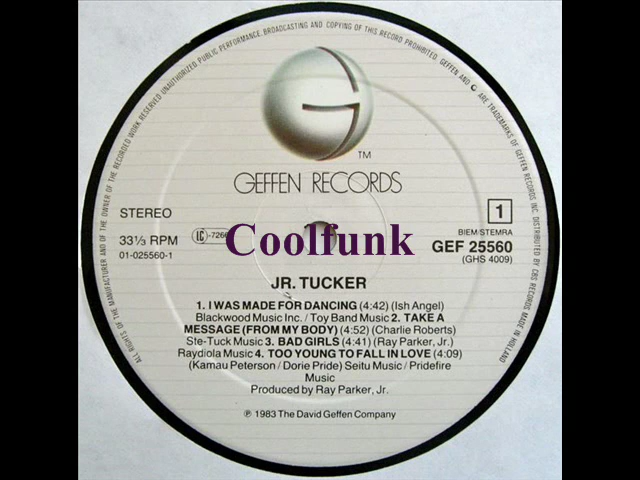 ALL RIGHTS OF THE MANUFACTURER AND OF THE OWNER OF THE RECORDED WORK RESERVED UNAUTHORIZED PUBLIC PERFORMANCE, BROADCASTING AND COPYING OF THIS RECORD PROHIBITED. GEFFEN AND G ARE TRADEMARKS OF GEFFEN RECORDS INC. DISTRIBUTED BY CBS RECORDS MADE IN HOLLAND
TM
GEFFEN RECORDS
STEREO
1
33⅓ RPM
LC
BIEM/STEMRA
01-025560-1
Coolfunk
GEF 25560
(GHS 4009)
JR. TUCKER
1. I WAS MADE FOR DANCING (4:42) (Ish Angel)
Blackwood Music Inc. / Toy Band Music 2. TAKE A
MESSAGE (FROM MY BODY) (4:52) (Charlie Roberts)
Ste-Tuck Music 3. BAD GIRLS (4:41) (Ray Parker, Jr.)
Raydiola Music 4. TOO YOUNG TO FALL IN LOVE (4:09)
(Kamau Peterson / Dorie Pride) Seitu Music / Pridefire
Music
Produced by Ray Parker, Jr.
℗ 1983 The David Geffen Company